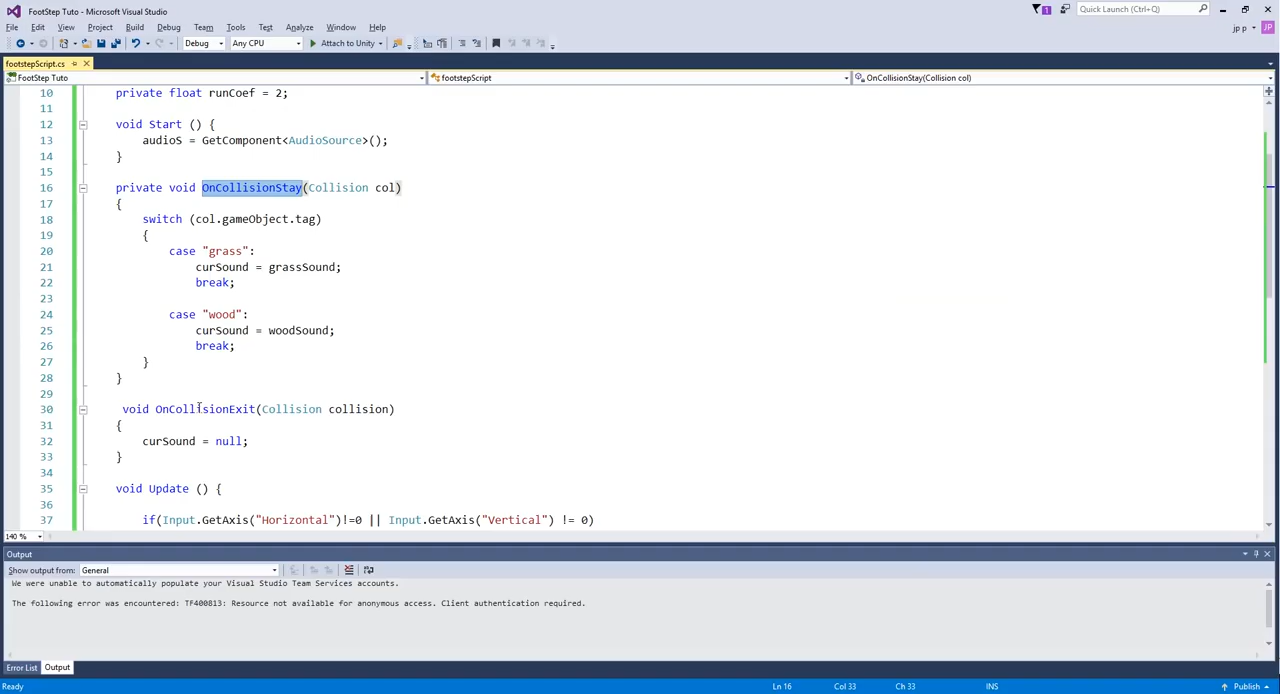 FootStep Tuto - Microsoft Visual Studio
1
Quick Launch (Ctrl+Q)
File Edit View Project Build Debug Team Tools Test Analyze Window Help
jp p
JP
Debug Any CPU Attach to Unity
footstepScript.cs
FootStep Tuto footstepScript OnCollisionStay(Collision col)
10 private float runCoef = 2;
11
12 void Start () {
13 audioS = GetComponent<AudioSource>();
14 }
15
16 private void OnCollisionStay(Collision col)
17 {
18 switch (col.gameObject.tag)
19 {
20 case "grass":
21 curSound = grassSound;
22 break;
23
24 case "wood":
25 curSound = woodSound;
26 break;
27 }
28 }
29
30 void OnCollisionExit(Collision collision)
31 {
32 curSound = null;
33 }
34
35 void Update () {
36
37 if(Input.GetAxis("Horizontal")!=0 || Input.GetAxis("Vertical") != 0)
140 %
Output
Show output from: General
We were unable to automatically populate your Visual Studio Team Services accounts.
The following error was encountered: TF400813: Resource not available for anonymous access. Client authentication required.
Error List Output
Ready Ln 16 Col 33 Ch 33 INS Publish